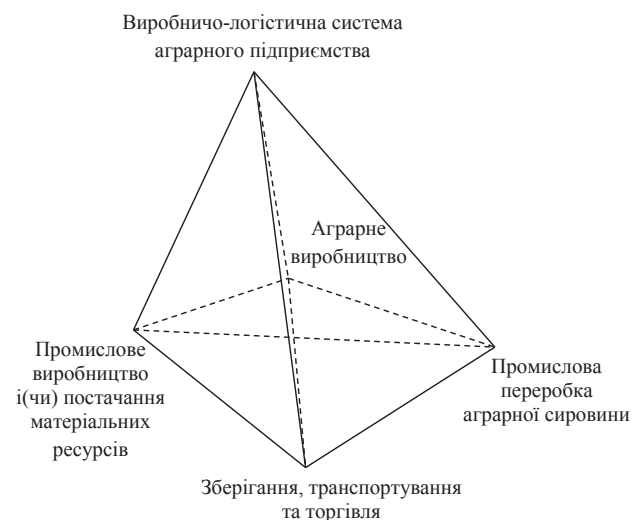 Виробничо-логістична система
аграрного підприємства
Аграрне
виробництво
Промислове
виробництво
і(чи) постачання
матеріальних
ресурсів
Промислова
переробка
аграрної сировини
Зберігання, транспортування
та торгівля